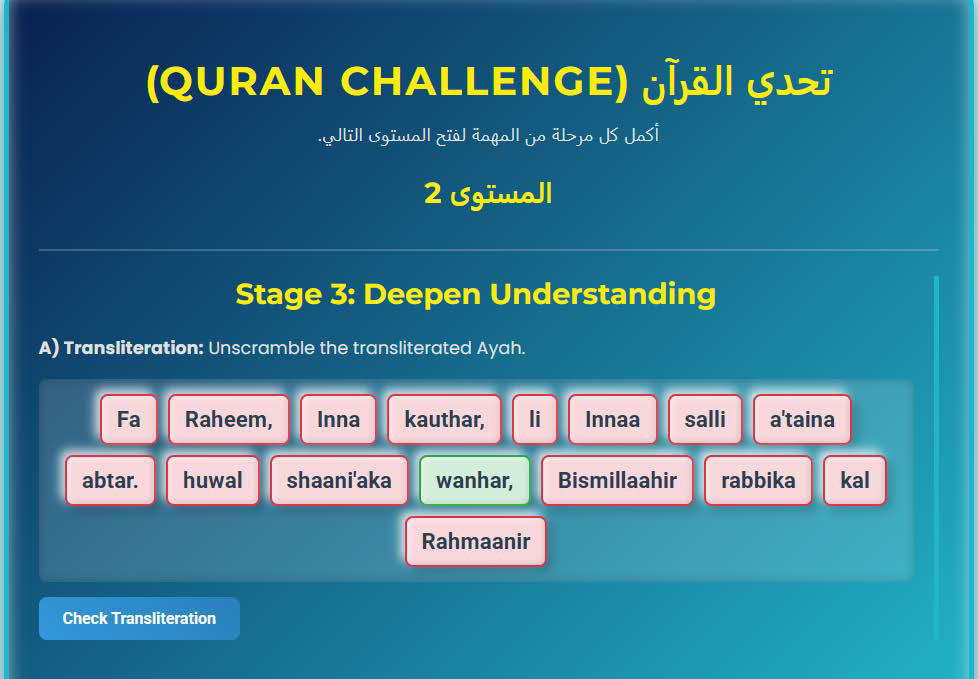 تحدي القرآن (QURAN CHALLENGE)
أكمل كل مرحلة من المهمة لفتح المستوى التالي.
المستوى 2
Stage 3: Deepen Understanding
A) Transliteration: Unscramble the transliterated Ayah.
Fa Raheem, Inna kauthar, li Innaa salli a'taina
abtar. huwal shaani'aka wanhar, Bismillaahir rabbika kal
Rahmaanir
Check Transliteration